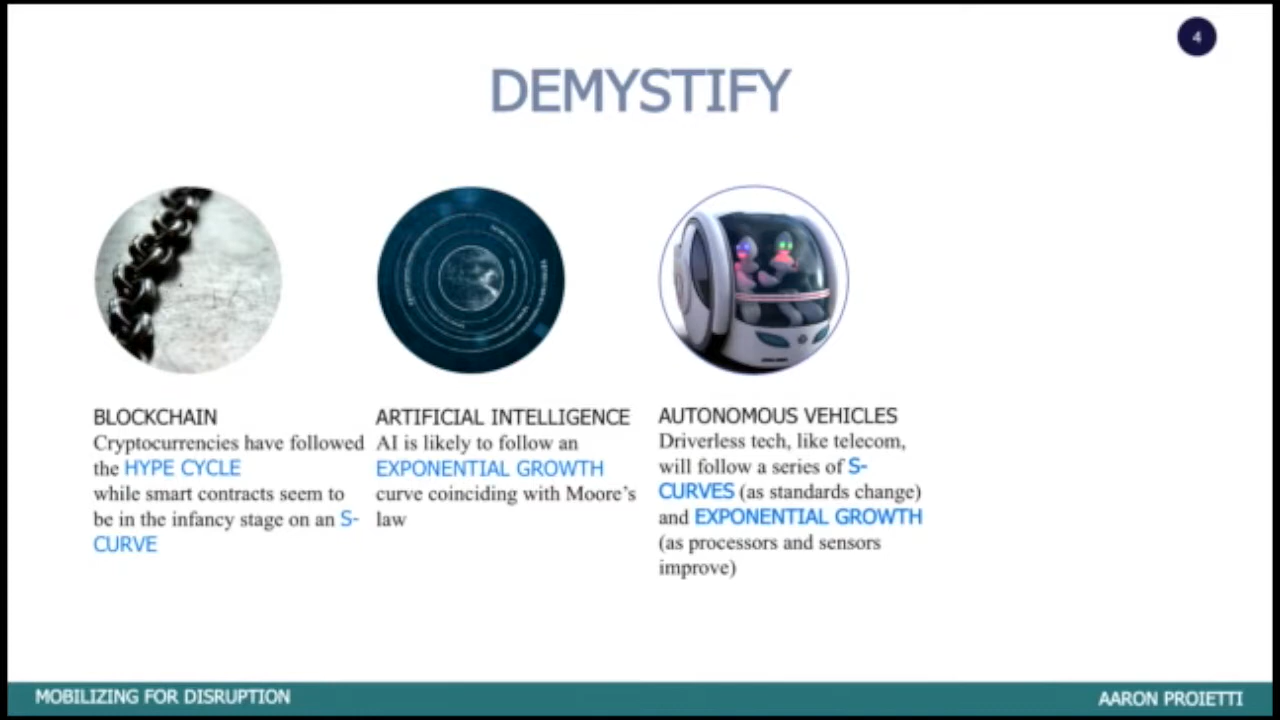 4
DEMYSTIFY
BLOCKCHAIN
Cryptocurrencies have followed
the HYPE CYCLE
while smart contracts seem to
be in the infancy stage on an S-
CURVE
ARTIFICIAL INTELLIGENCE
AI is likely to follow an
EXPONENTIAL GROWTH
curve coinciding with Moore's
law
AUTONOMOUS VEHICLES
Driverless tech, like telecom,
will follow a series of S-
CURVES (as standards change)
and EXPONENTIAL GROWTH
(as processors and sensors
improve)
MOBILIZING FOR DISRUPTION
AARON PROIETTI